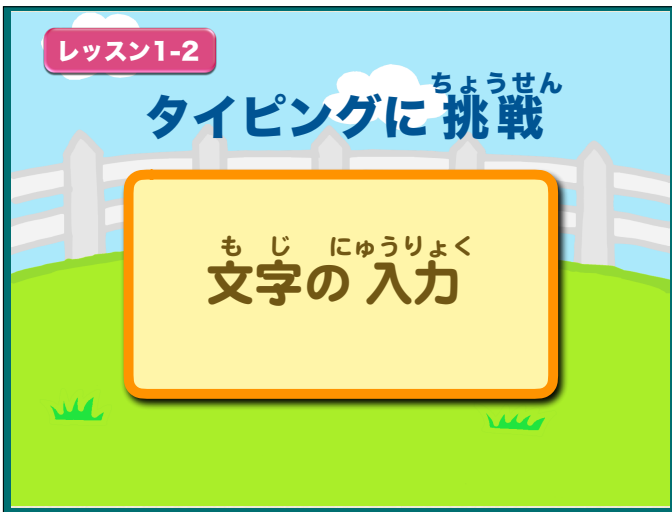 レッスン1-2
ちょうせん
タイピングに 挑戦
もじ にゅうりょく
文字の 入力